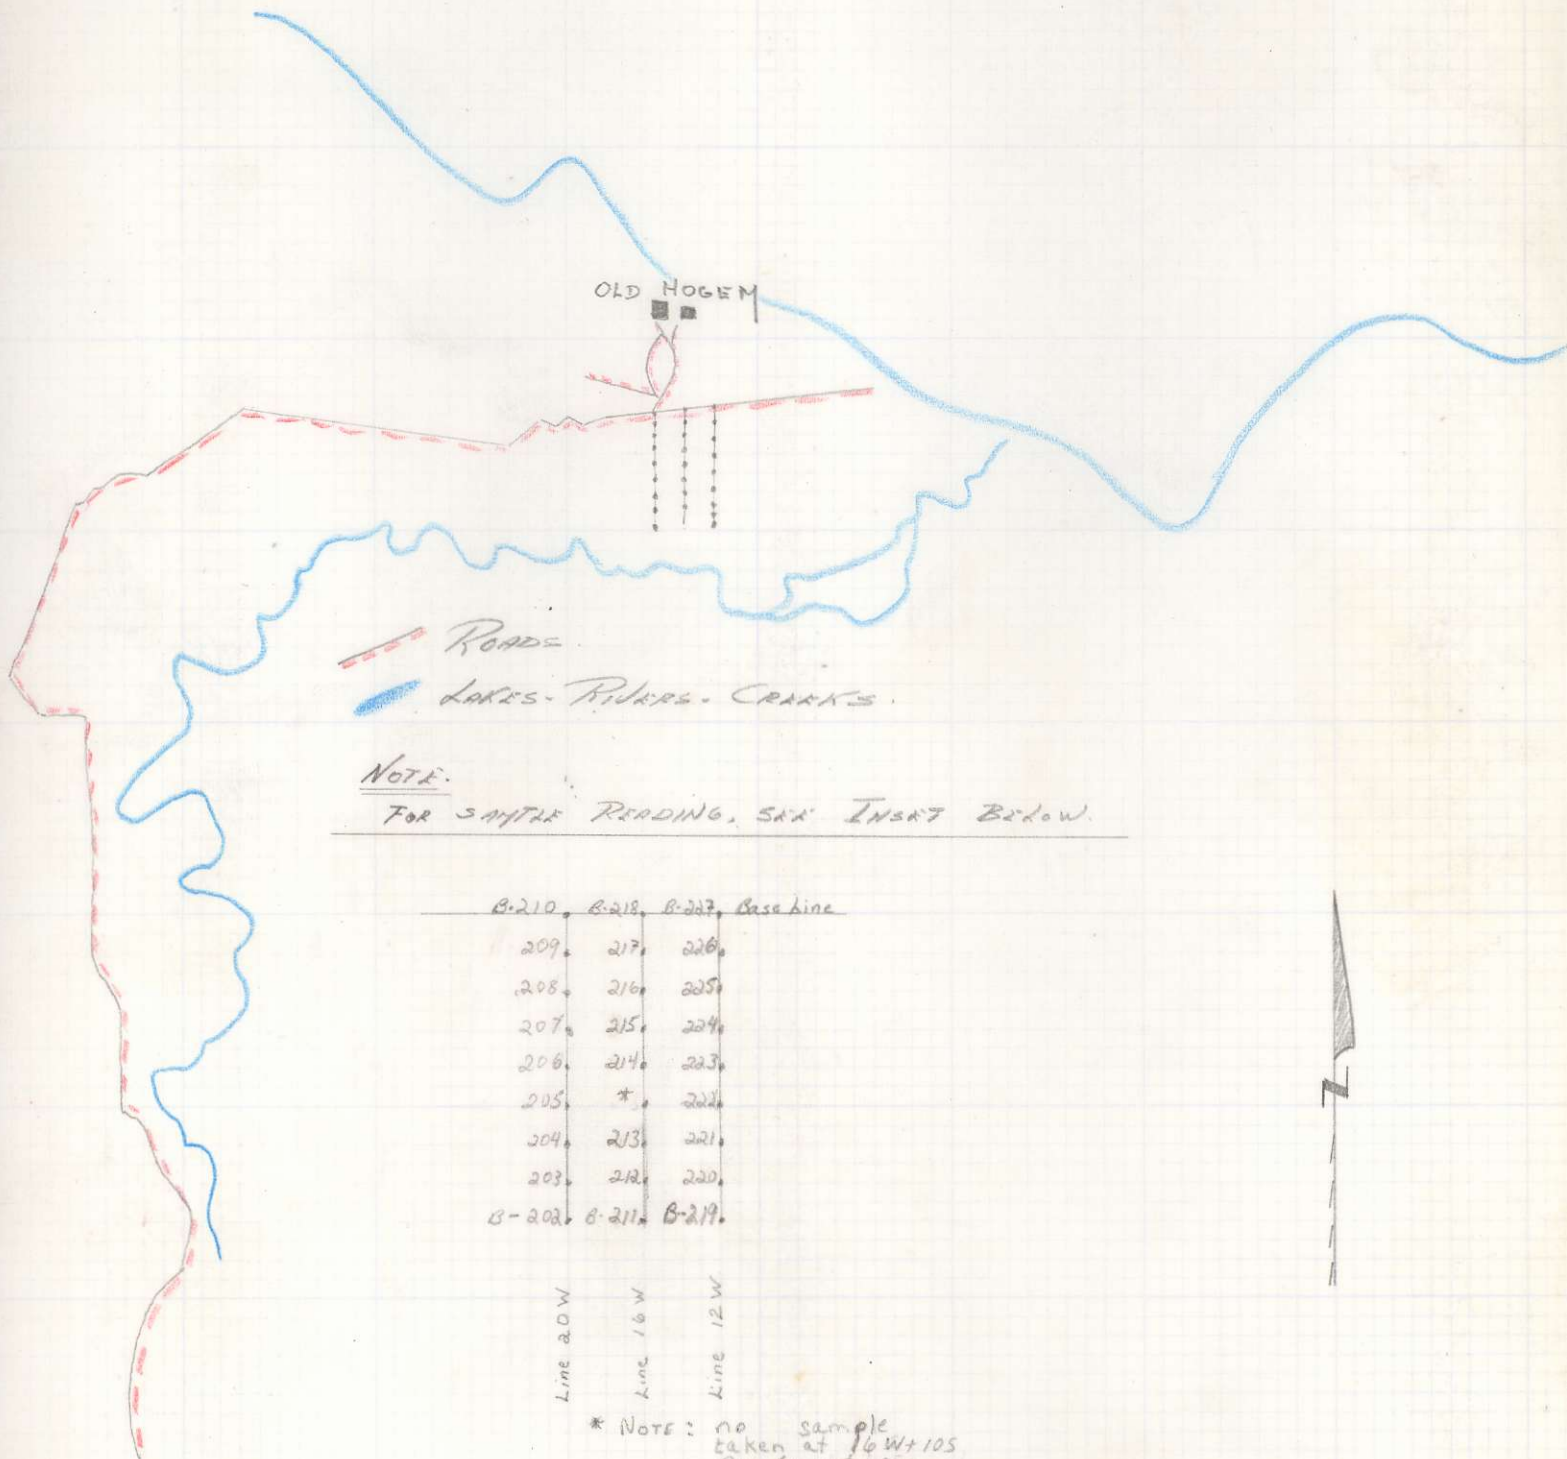 OLD HOGEM
ROADS.
LAKES-RIVERS-CREEKS.
NOTE.
FOR SAMPLE READING, SEE INSET BELOW.
B-210 B-218 B-227 Base Line
209 217 226
208 216 225
207 215 224
206 214 223
205 * 222
204 213 221
203 212 220
B-202 B-211 B-219
Line 20W
Line 16W
Line 12W
N
* NOTE: no sample
taken at 16W+10S